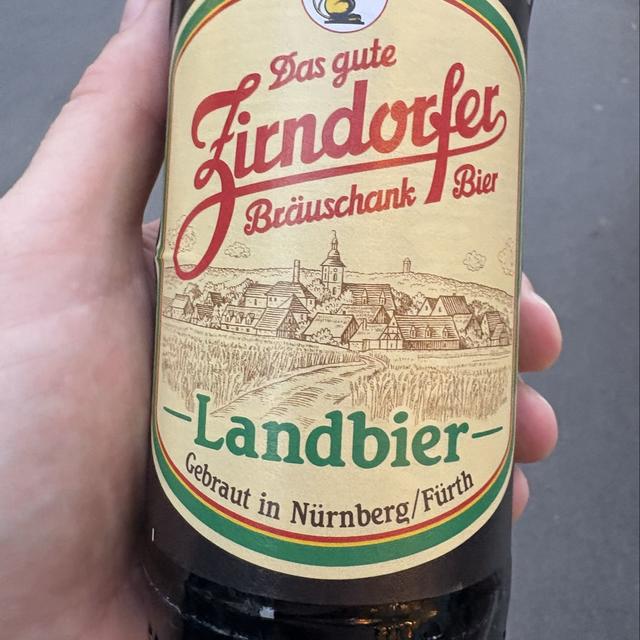 Das gute
Zirndorfer
Bräuschank Bier
Landbier
Gebraut in Nürnberg/Fürth